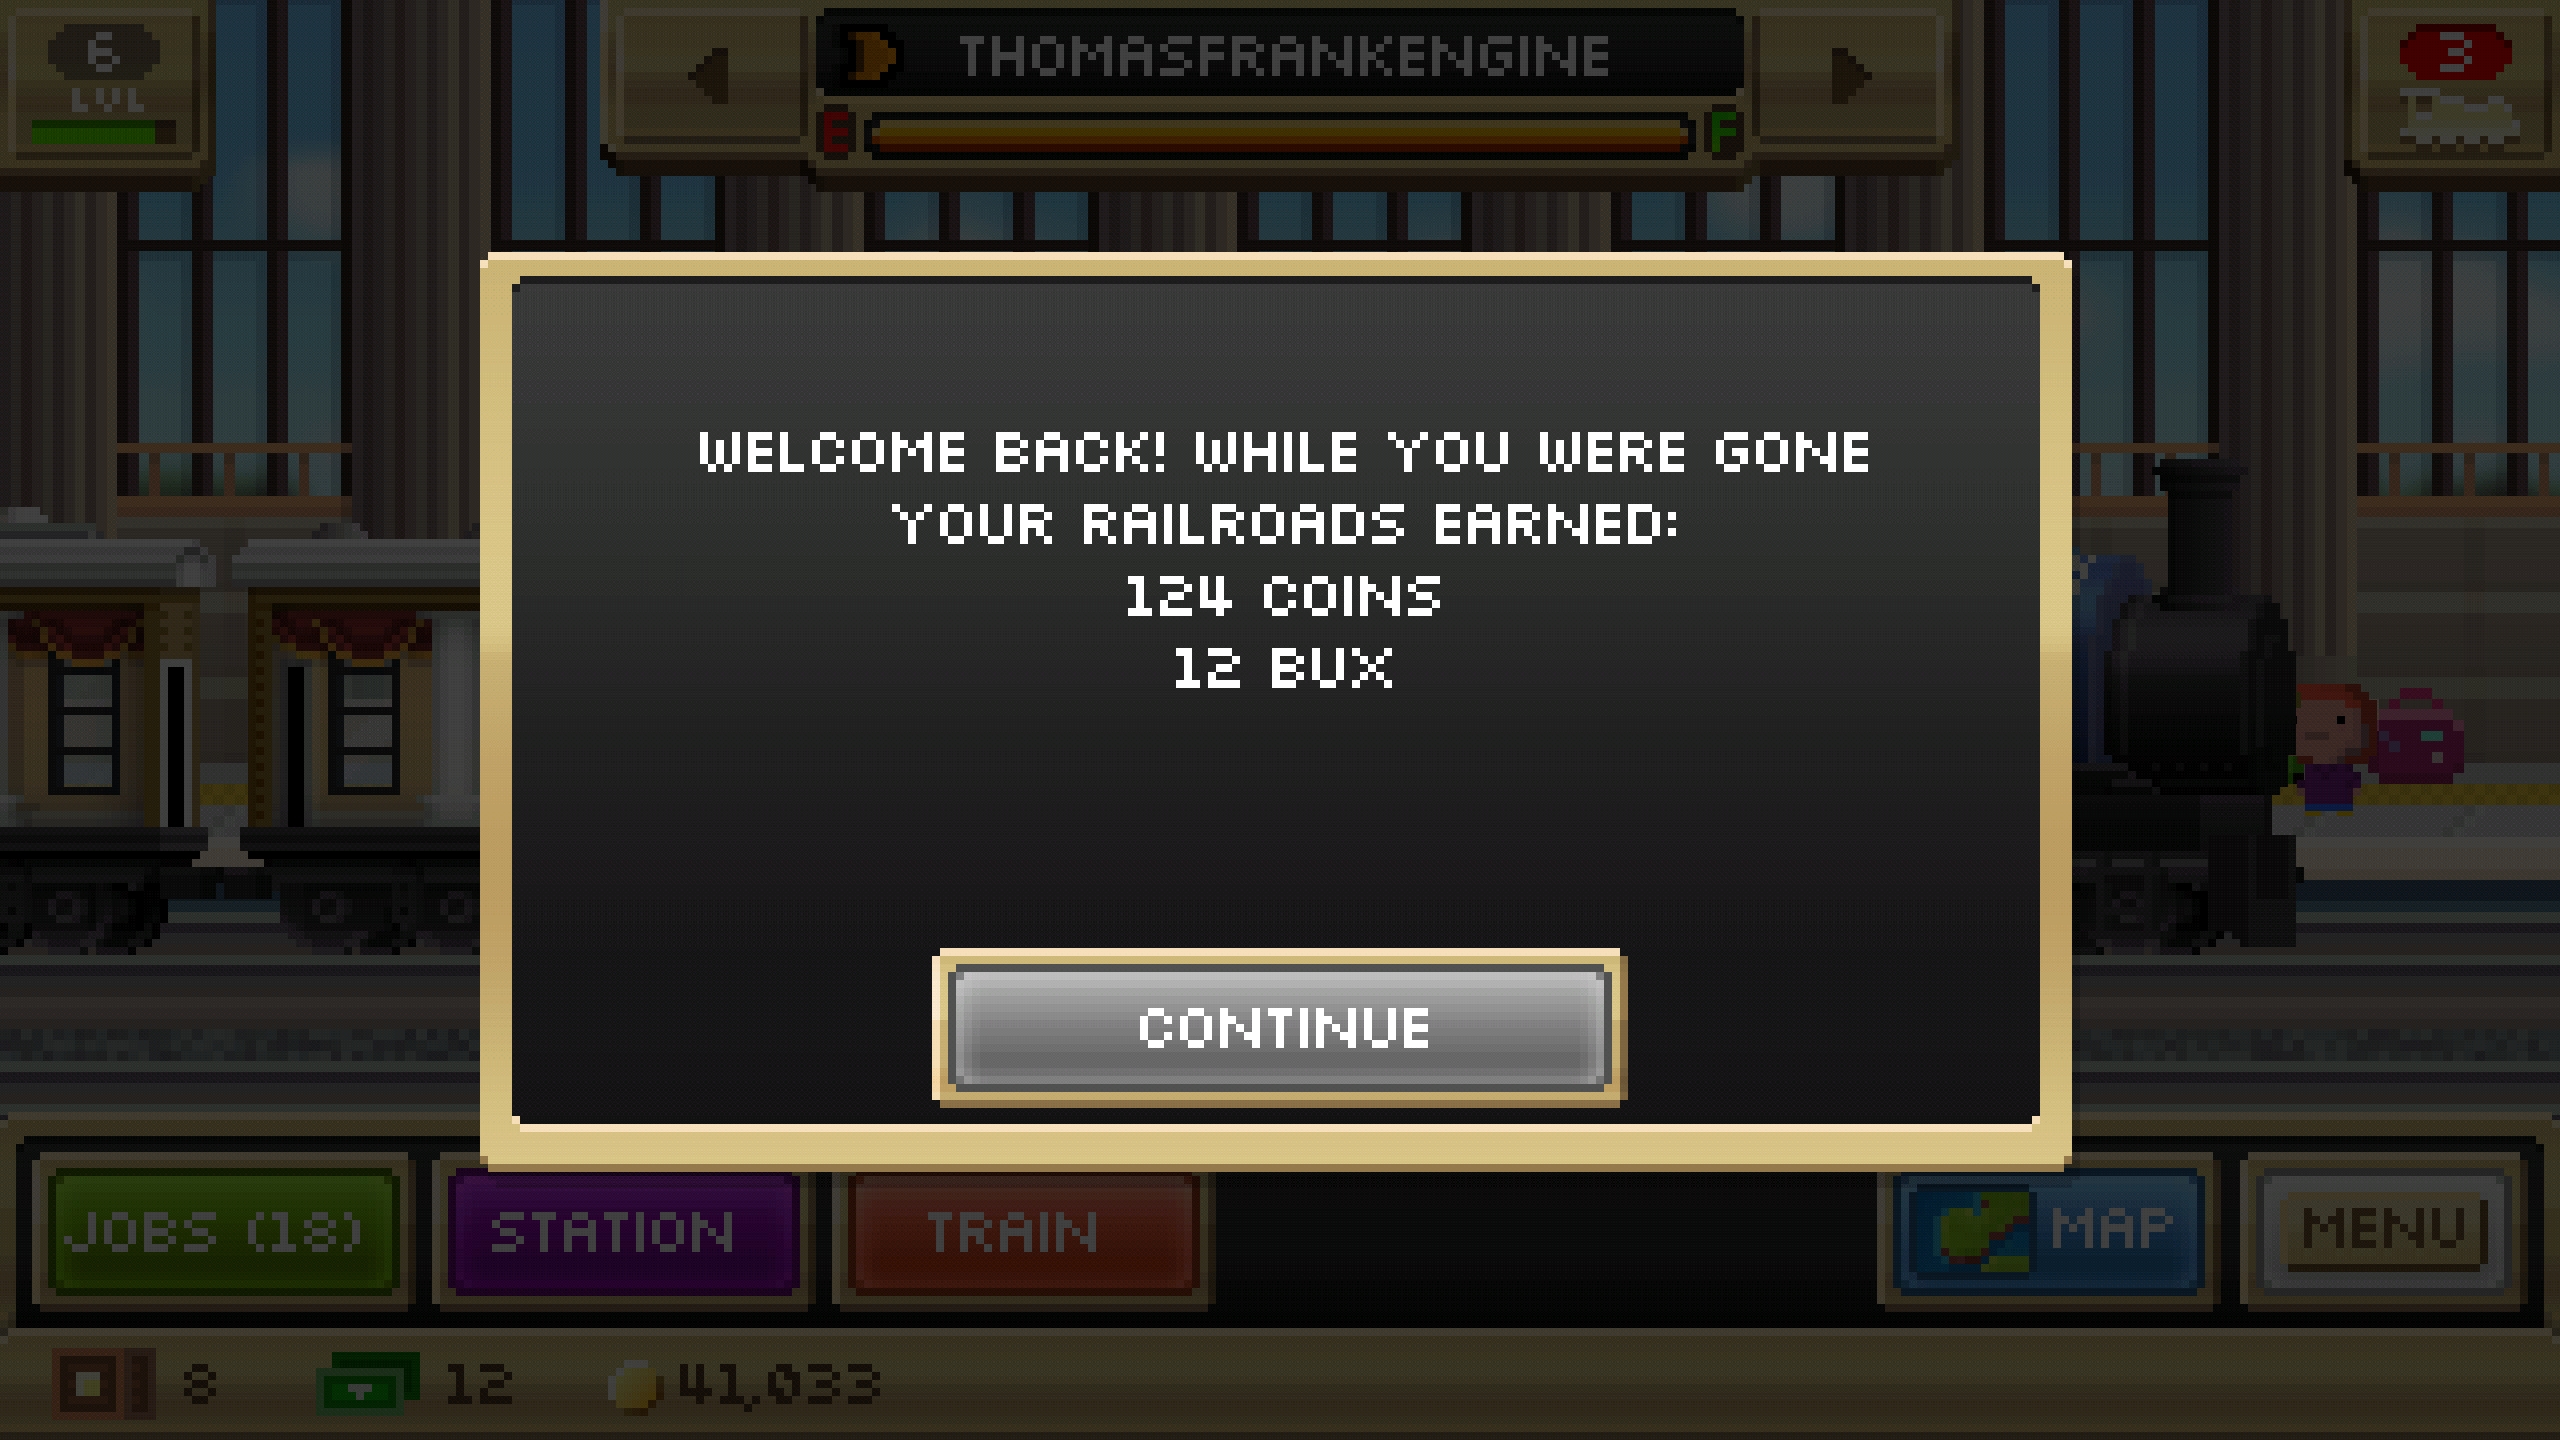 6
LVL
THOMASFRANKENGINE
E F
3
WELCOME BACK! WHILE YOU WERE GONE
YOUR RAILROADS EARNED:
124 COINS
12 BUX
CONTINUE
JOBS (18)
STATION
TRAIN
MAP
MENU
8
12
41,033